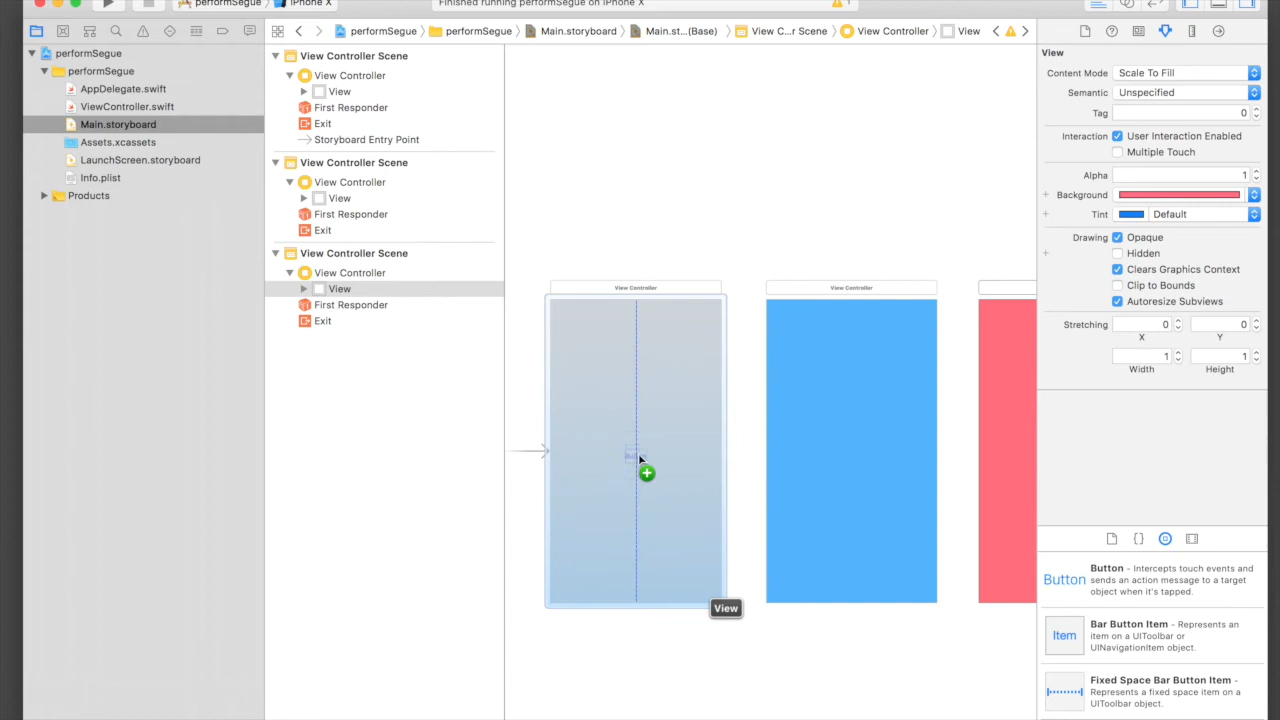 performSegue iPhone X
Finished running performSegue on iPhone X
1
performSegue performSegue Main.storyboard Main.st...(Base) View C...r Scene View Controller View
performSegue
performSegue
AppDelegate.swift
ViewController.swift
Main.storyboard
Assets.xcassets
LaunchScreen.storyboard
Info.plist
Products
View Controller Scene
View Controller
View
First Responder
Exit
Storyboard Entry Point
View Controller Scene
View Controller
View
First Responder
Exit
View Controller Scene
View Controller
View
First Responder
Exit
View Controller
View Controller
View
View
Content Mode Scale To Fill
Semantic Unspecified
Tag 0
Interaction User Interaction Enabled
Multiple Touch
Alpha 1
Background
Tint Default
Drawing Opaque
Hidden
Clears Graphics Context
Clip to Bounds
Autoresize Subviews
Stretching 0 0
X Y
1 1
Width Height
Button Button - Intercepts touch events and
sends an action message to a target
object when it's tapped.
Item Bar Button Item - Represents an
item on a UIToolbar or
UINavigationItem object.
Fixed Space Bar Button Item -
Represents a fixed space item on a
UIToolbar object.